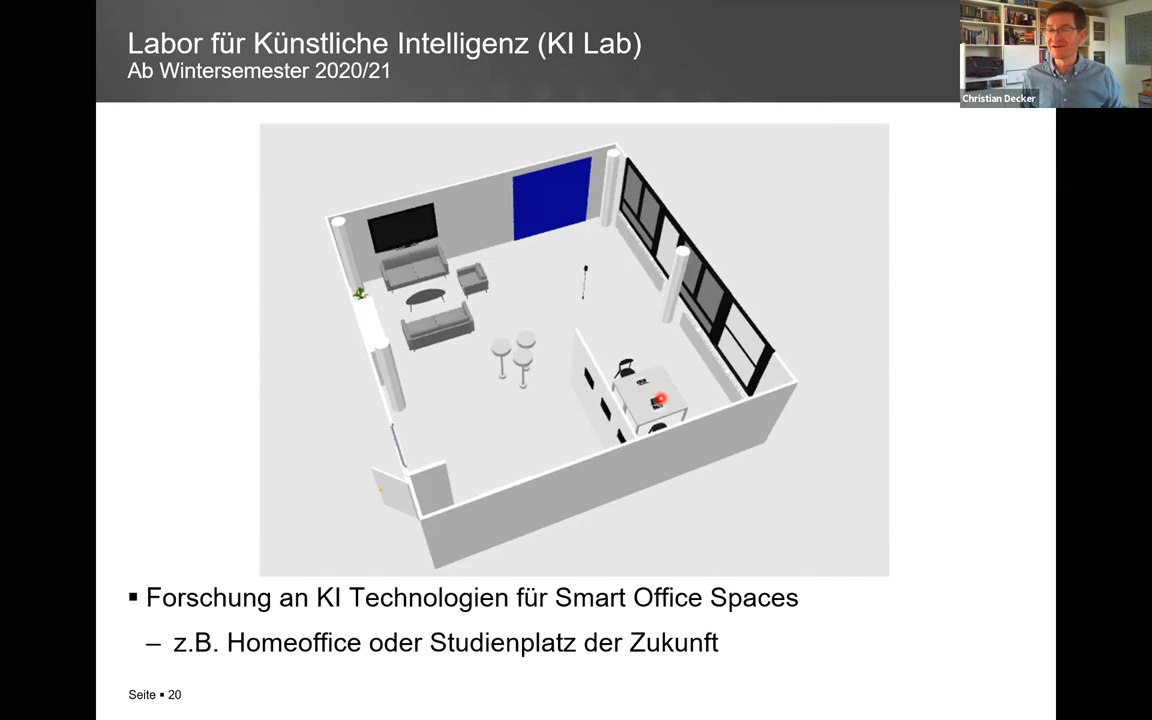 Labor für Künstliche Intelligenz (KI Lab)
Ab Wintersemester 2020/21
Christian Decker
▪ Forschung an KI Technologien für Smart Office Spaces
– z.B. Homeoffice oder Studienplatz der Zukunft
Seite ▪ 20